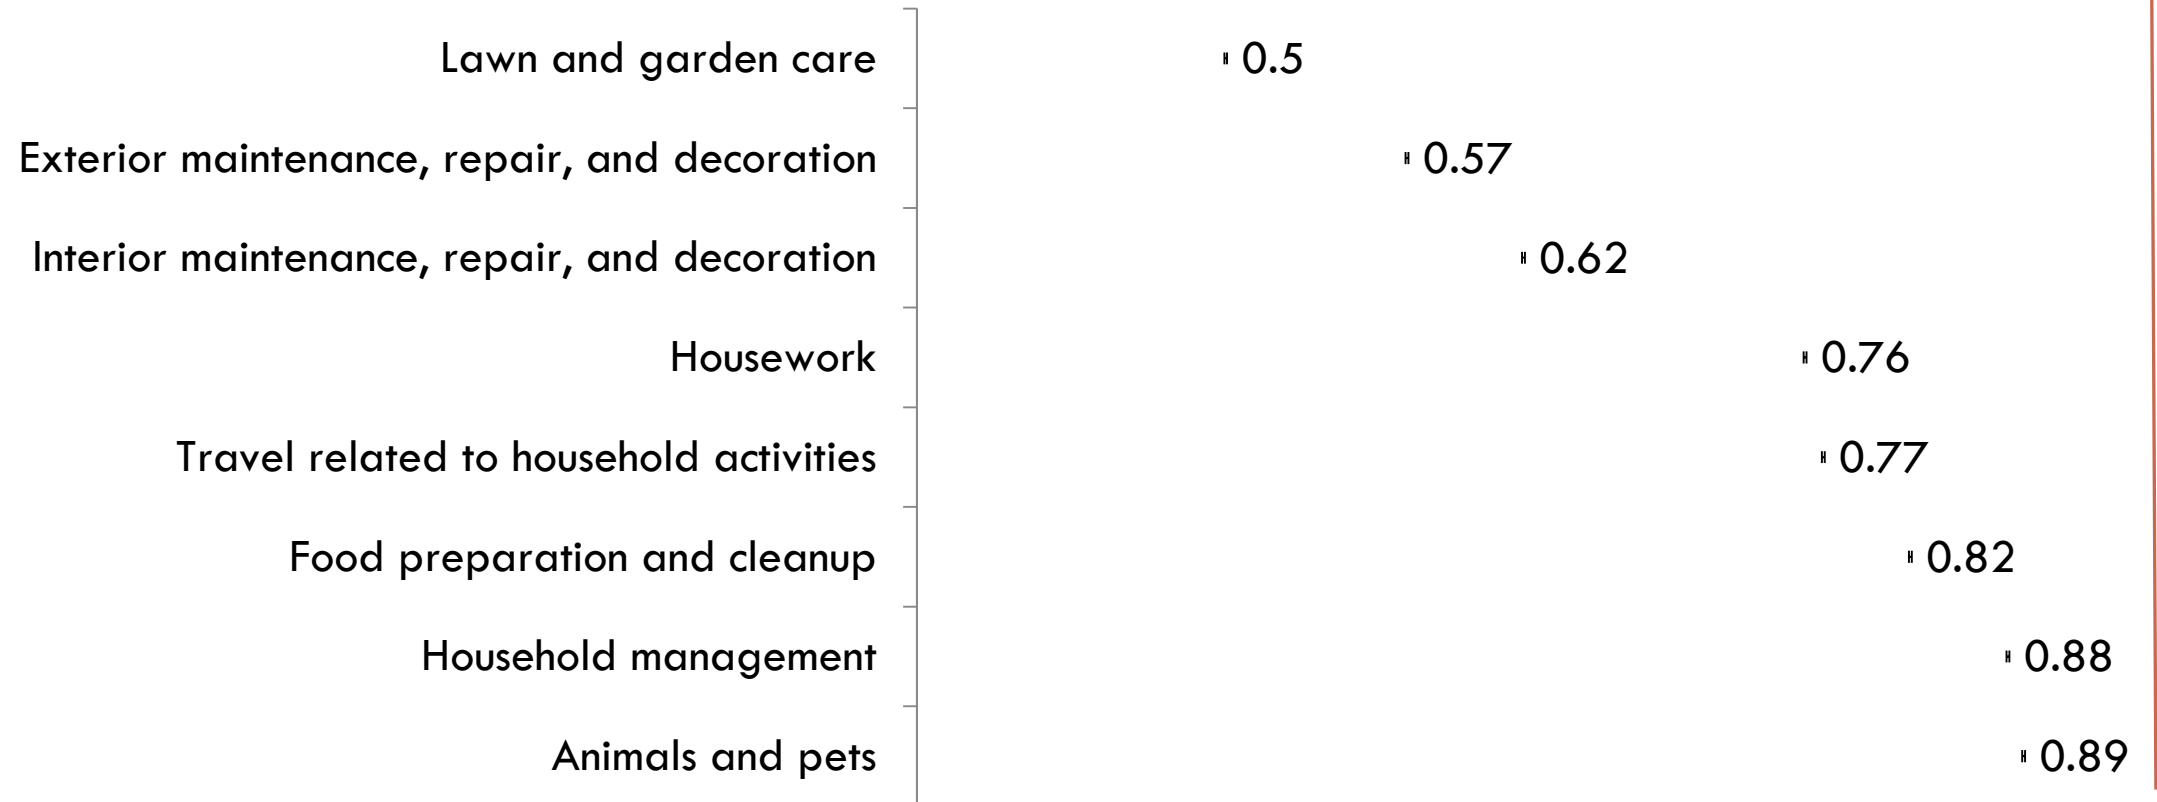 Lawn and garden care 0.5
Exterior maintenance, repair, and decoration 0.57
Interior maintenance, repair, and decoration 0.62
Housework 0.76
Travel related to household activities 0.77
Food preparation and cleanup 0.82
Household management 0.88
Animals and pets 0.89